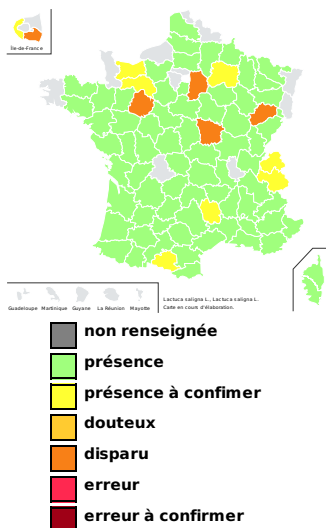 Île-de-France
Guadeloupe Martinique Guyane La Réunion Mayotte
Lactuca saligna L., Lactuca saligna L.
Carte en cours d'élaboration.
non renseignée
présence
présence à confimer
douteux
disparu
erreur
erreur à confirmer